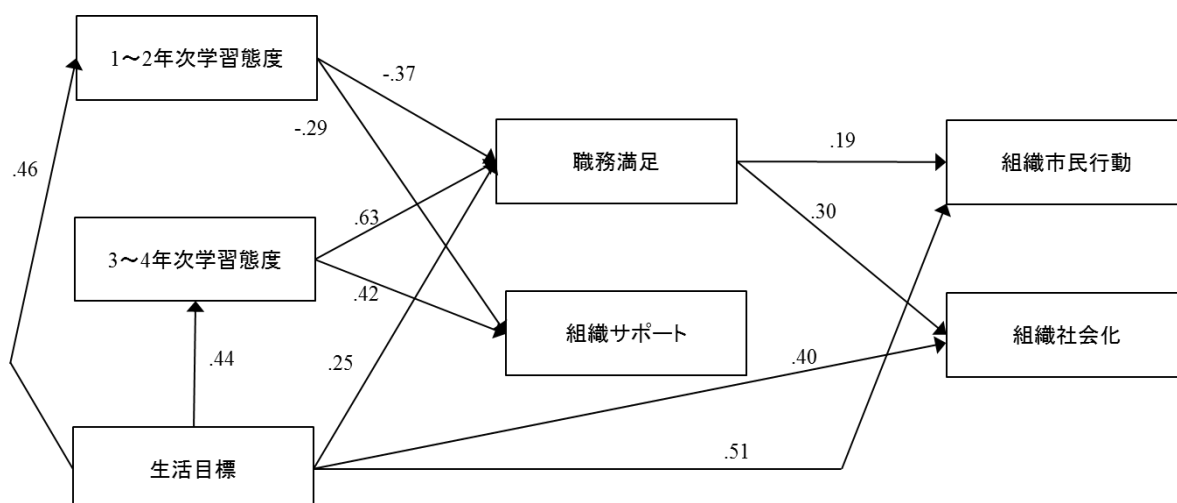 1～2年次学習態度
-.37
-.29
職務満足
.19
組織市民行動
.46
.63
.30
3～4年次学習態度
.42
組織サポート
組織社会化
.44
.25
.40
生活目標
.51